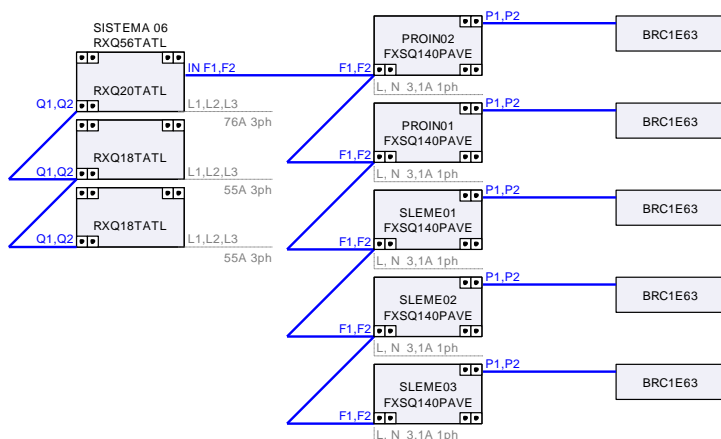 SISTEMA 06
RXQ56TATL
RXQ20TATL
IN F1,F2
Q1,Q2
L1,L2,L3
76A 3ph
RXQ18TATL
Q1,Q2
L1,L2,L3
55A 3ph
RXQ18TATL
Q1,Q2
L1,L2,L3
55A 3ph
PROIN02
FXSQ140PAVE
P1,P2
BRC1E63
F1,F2
L, N 3,1A 1ph
PROIN01
FXSQ140PAVE
P1,P2
BRC1E63
F1,F2
L, N 3,1A 1ph
SLEME01
FXSQ140PAVE
P1,P2
BRC1E63
F1,F2
L, N 3,1A 1ph
SLEME02
FXSQ140PAVE
P1,P2
BRC1E63
F1,F2
L, N 3,1A 1ph
SLEME03
FXSQ140PAVE
P1,P2
BRC1E63
F1,F2
L, N 3,1A 1ph